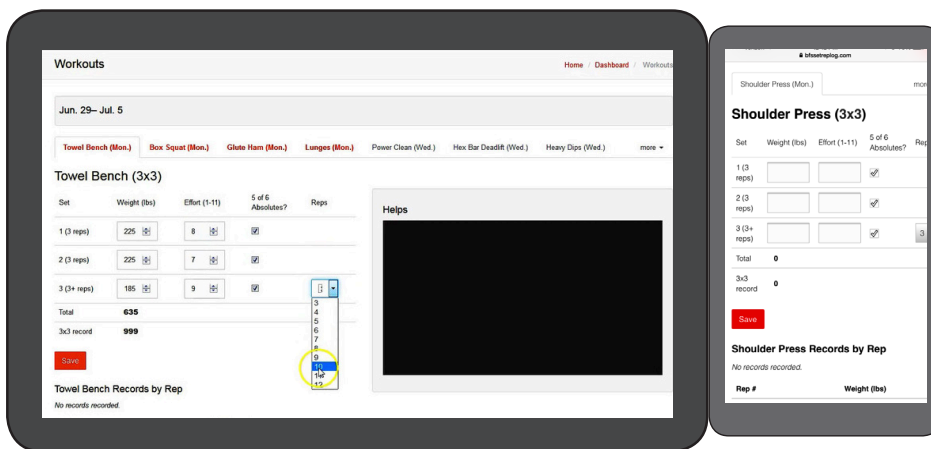 Workouts
Home / Dashboard / Workouts
Jun. 29– Jul. 5
Towel Bench (Mon.) Box Squat (Mon.) Glute Ham (Mon.) Lunges (Mon.) Power Clean (Wed.) Hex Bar Deadlift (Wed.) Heavy Dips (Wed.) more
Towel Bench (3x3)
Set Weight (lbs) Effort (1-11) 5 of 6 Absolutes? Reps
1 (3 reps) 225 8
2 (3 reps) 225 7
3 (3+ reps) 185 9
3
4
5
6
7
8
9
10
12
Total 635
3x3 record 999
Save
Towel Bench Records by Rep
No records recorded.
Helps
bfssetreplog.com
Shoulder Press (Mon.)
Shoulder Press (3x3)
Set Weight (lbs) Effort (1-11) 5 of 6 Absolutes? Rep
1 (3 reps)
2 (3 reps)
3 (3+ reps) 3
Total 0
3x3 record 0
Save
Shoulder Press Records by Rep
No records recorded.
Rep # Weight (lbs)